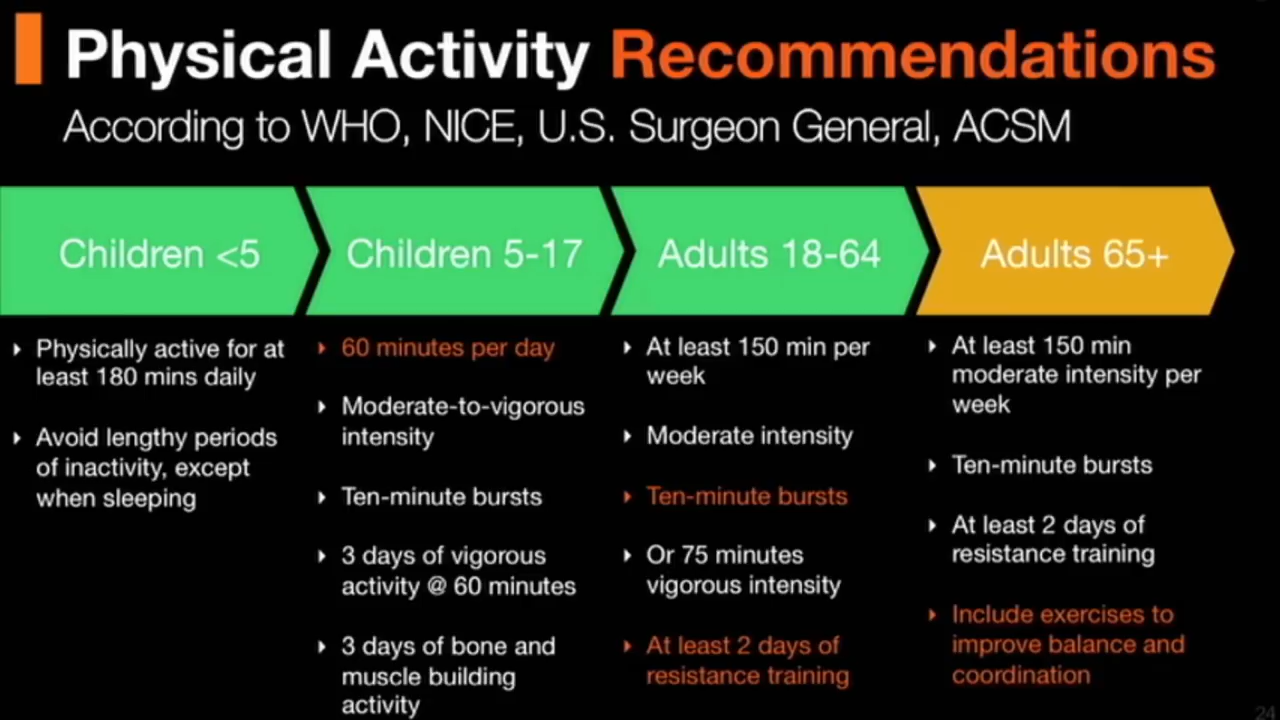 Physical Activity Recommendations
According to WHO, NICE, U.S. Surgeon General, ACSM
Children <5
Physically active for at
least 180 mins daily
Avoid lengthy periods
of inactivity, except
when sleeping
Children 5-17
60 minutes per day
Moderate-to-vigorous
intensity
Ten-minute bursts
3 days of vigorous
activity @ 60 minutes
3 days of bone and
muscle building
activity
Adults 18-64
At least 150 min per
week
Moderate intensity
Ten-minute bursts
Or 75 minutes
vigorous intensity
At least 2 days of
resistance training
Adults 65+
At least 150 min
moderate intensity per
week
Ten-minute bursts
At least 2 days of
resistance training
Include exercises to
improve balance and
coordination
24